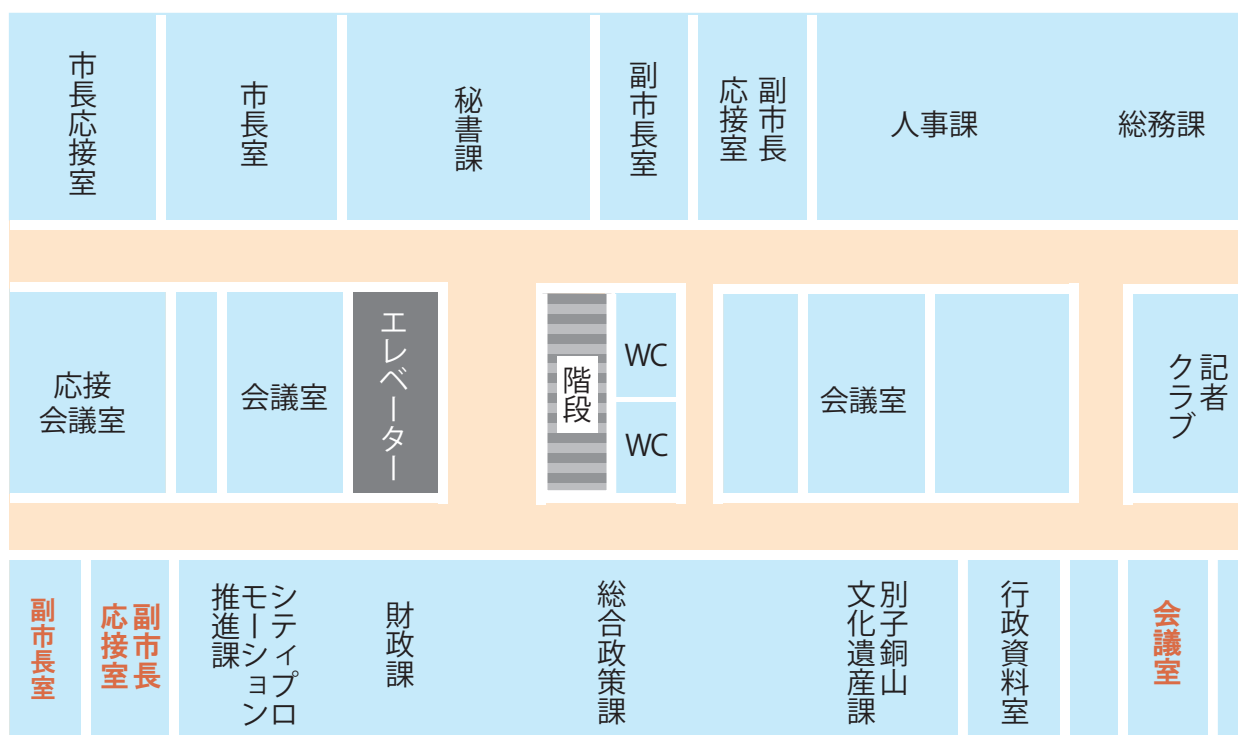 市長応接室
市長室
秘書課
副市長室
副市長
応接室
人事課
総務課
応接
会議室
会議室
エレベーター
階段
WC
WC
会議室
記者
クラブ
副市長室
副市長
応接室
シティプロ
モーション
推進課
財政課
総合政策課
別子銅山
文化遺産課
行政資料室
会議室